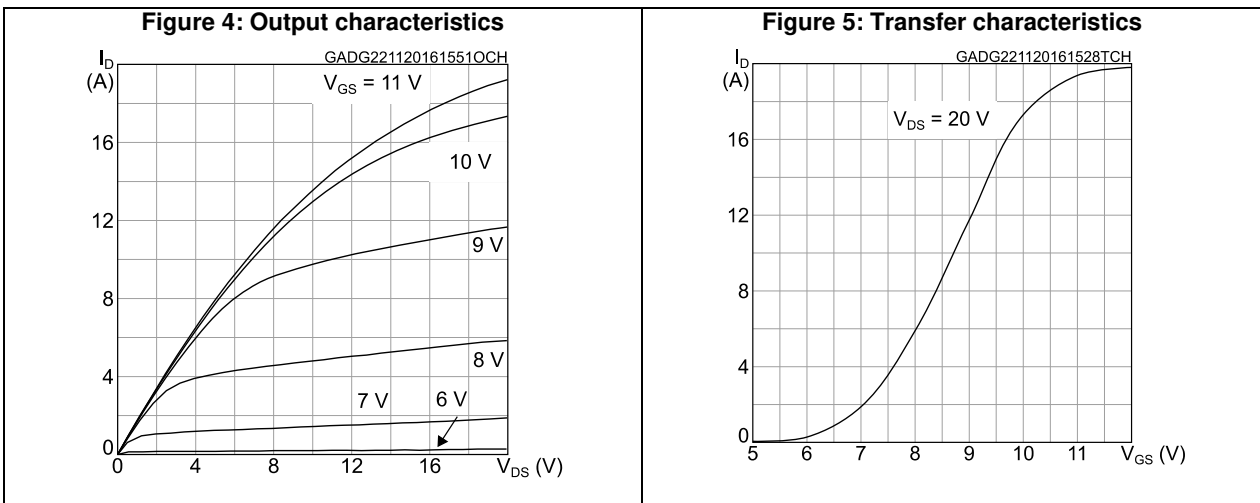 Figure 4: Output characteristics
I_D
(A)
GADG221120161551OCH
V_GS = 11 V
10 V
9 V
8 V
7 V
6 V
16
12
8
4
0
0 4 8 12 16 V_DS (V)
Figure 5: Transfer characteristics
I_D
(A)
GADG221120161528TCH
V_DS = 20 V
16
12
8
4
0
5 6 7 8 9 10 11 V_GS (V)